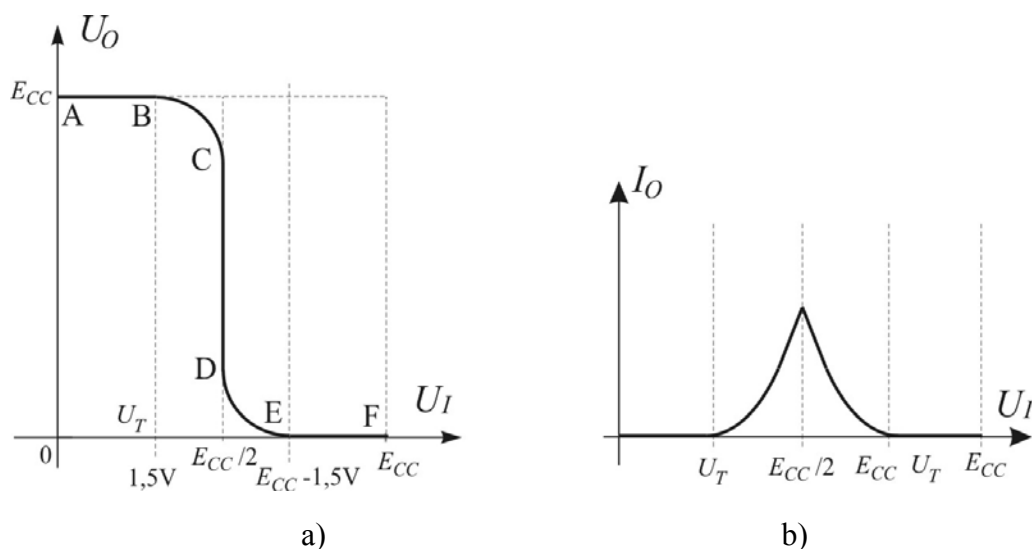 U_O
E_CC
A B
C
I_O
D
U_T E F U_I
0 1,5V E_CC/2 E_CC-1,5V E_CC
U_T E_CC/2 E_CC U_T E_CC U_I
a) b)